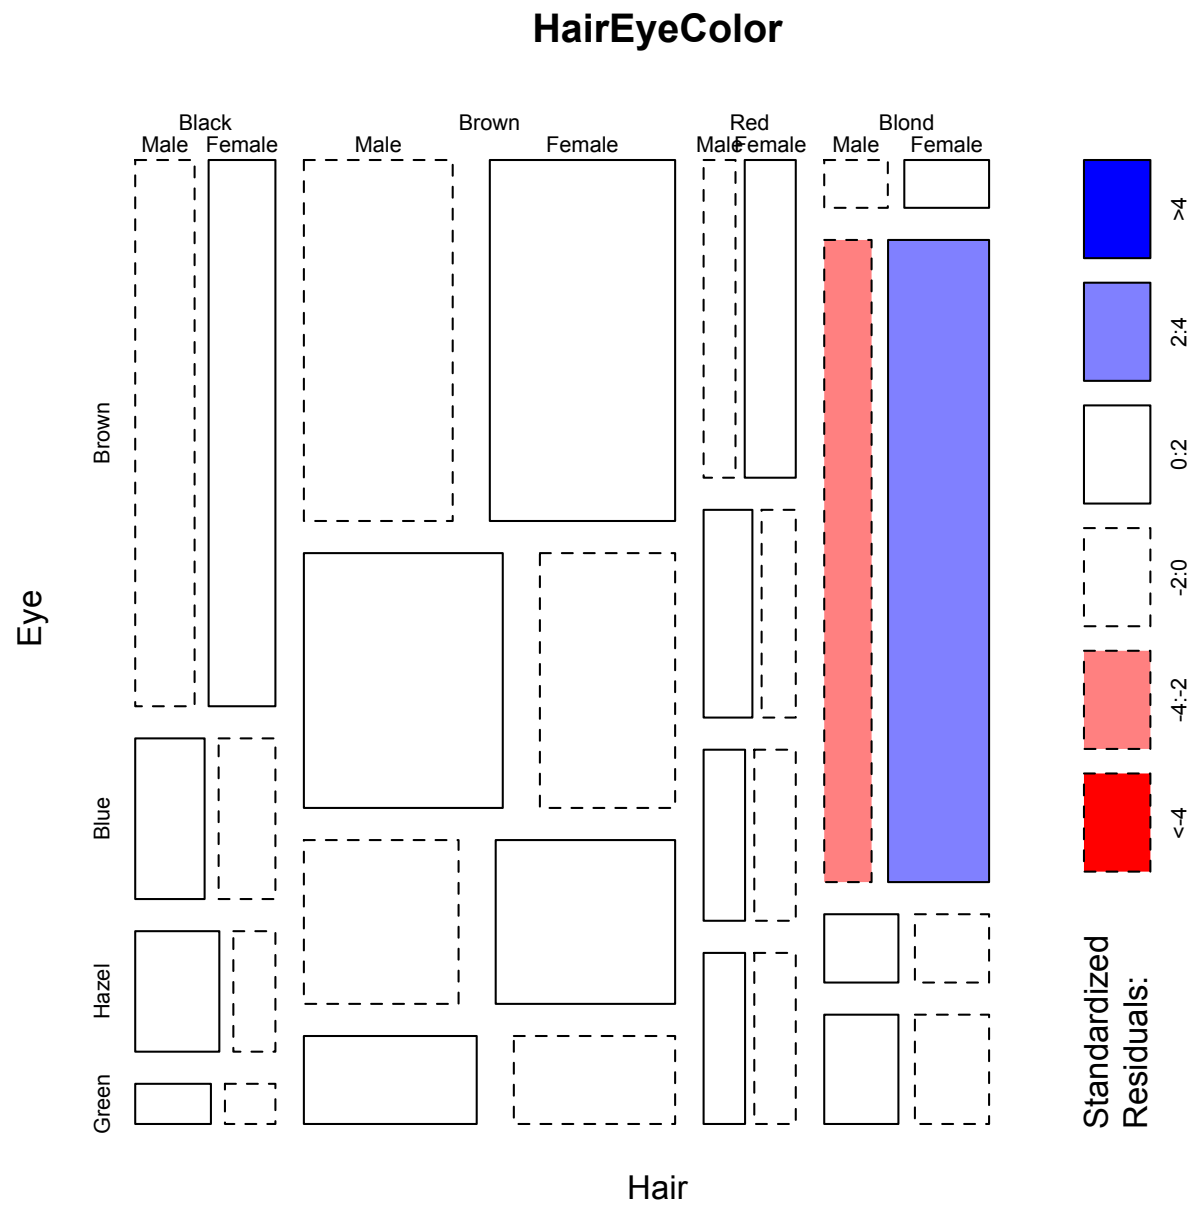 HairEyeColor
Black Brown Red Blond
Male Female Male Female Male Female Male Female
Brown
Blue
Hazel
Green
Eye
Hair
Standardized
Residuals:
<-4
-4:-2
-2:0
0:2
2:4
>4